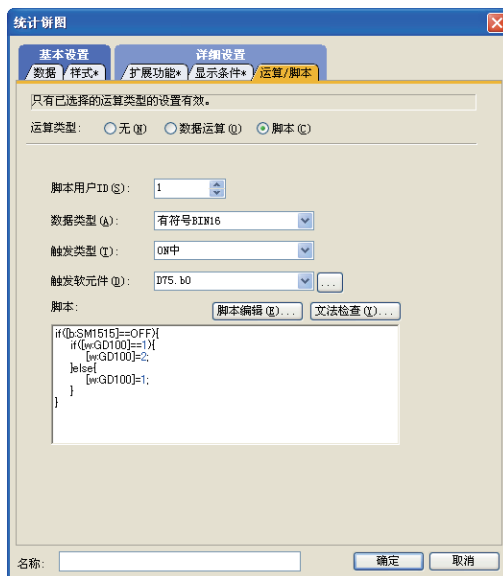 统计饼图
基本设置 详细设置
数据 样式* 扩展功能* 显示条件* 运算/脚本
只有已选择的运算类型的设置有效。
运算类型: 无(N) 数据运算(O) 脚本(C)
脚本用户ID(S): 1
数据类型(A): 有符号BIN16
触发类型(T): ON中
触发软元件(D): D75.b0 ...
脚本: 脚本编辑(E)... 文法检查(Y)...
if([b:SM1515]==OFF){
if([w:GD100]==1){
[w:GD100]=2;
}else{
[w:GD100]=1;
}
}
名称: 确定 取消